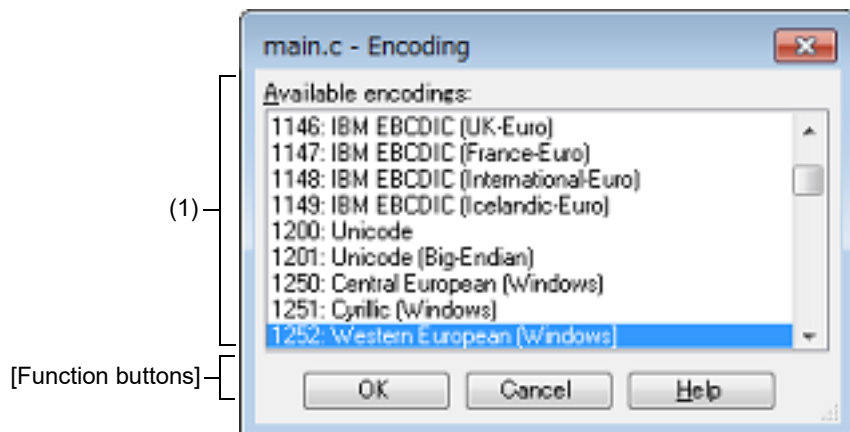 main.c - Encoding
Available encodings:
1146: IBM EBCDIC (UK-Euro)
1147: IBM EBCDIC (France-Euro)
1148: IBM EBCDIC (International-Euro)
1149: IBM EBCDIC (Icelandic-Euro)
1200: Unicode
1201: Unicode (Big-Endian)
1250: Central European (Windows)
1251: Cyrillic (Windows)
1252: Western European (Windows)
(1)
[Function buttons]
OK Cancel Help